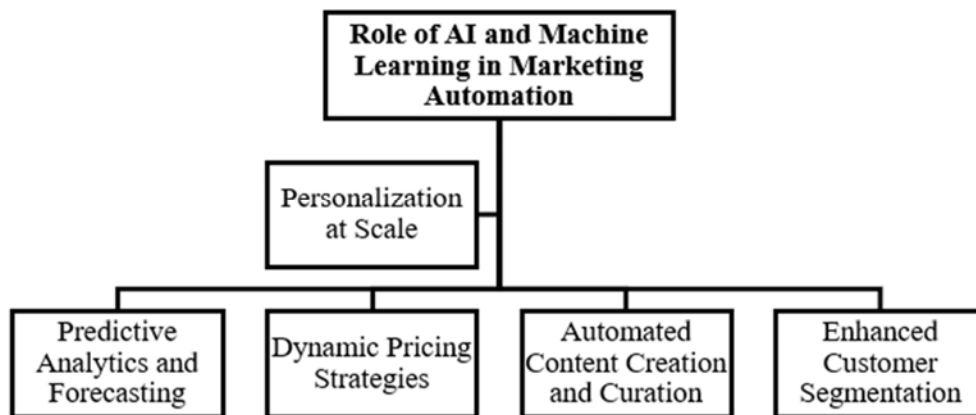 Role of AI and Machine
Learning in Marketing
Automation
Personalization
at Scale
Predictive
Analytics and
Forecasting
Dynamic Pricing
Strategies
Automated
Content Creation
and Curation
Enhanced
Customer
Segmentation